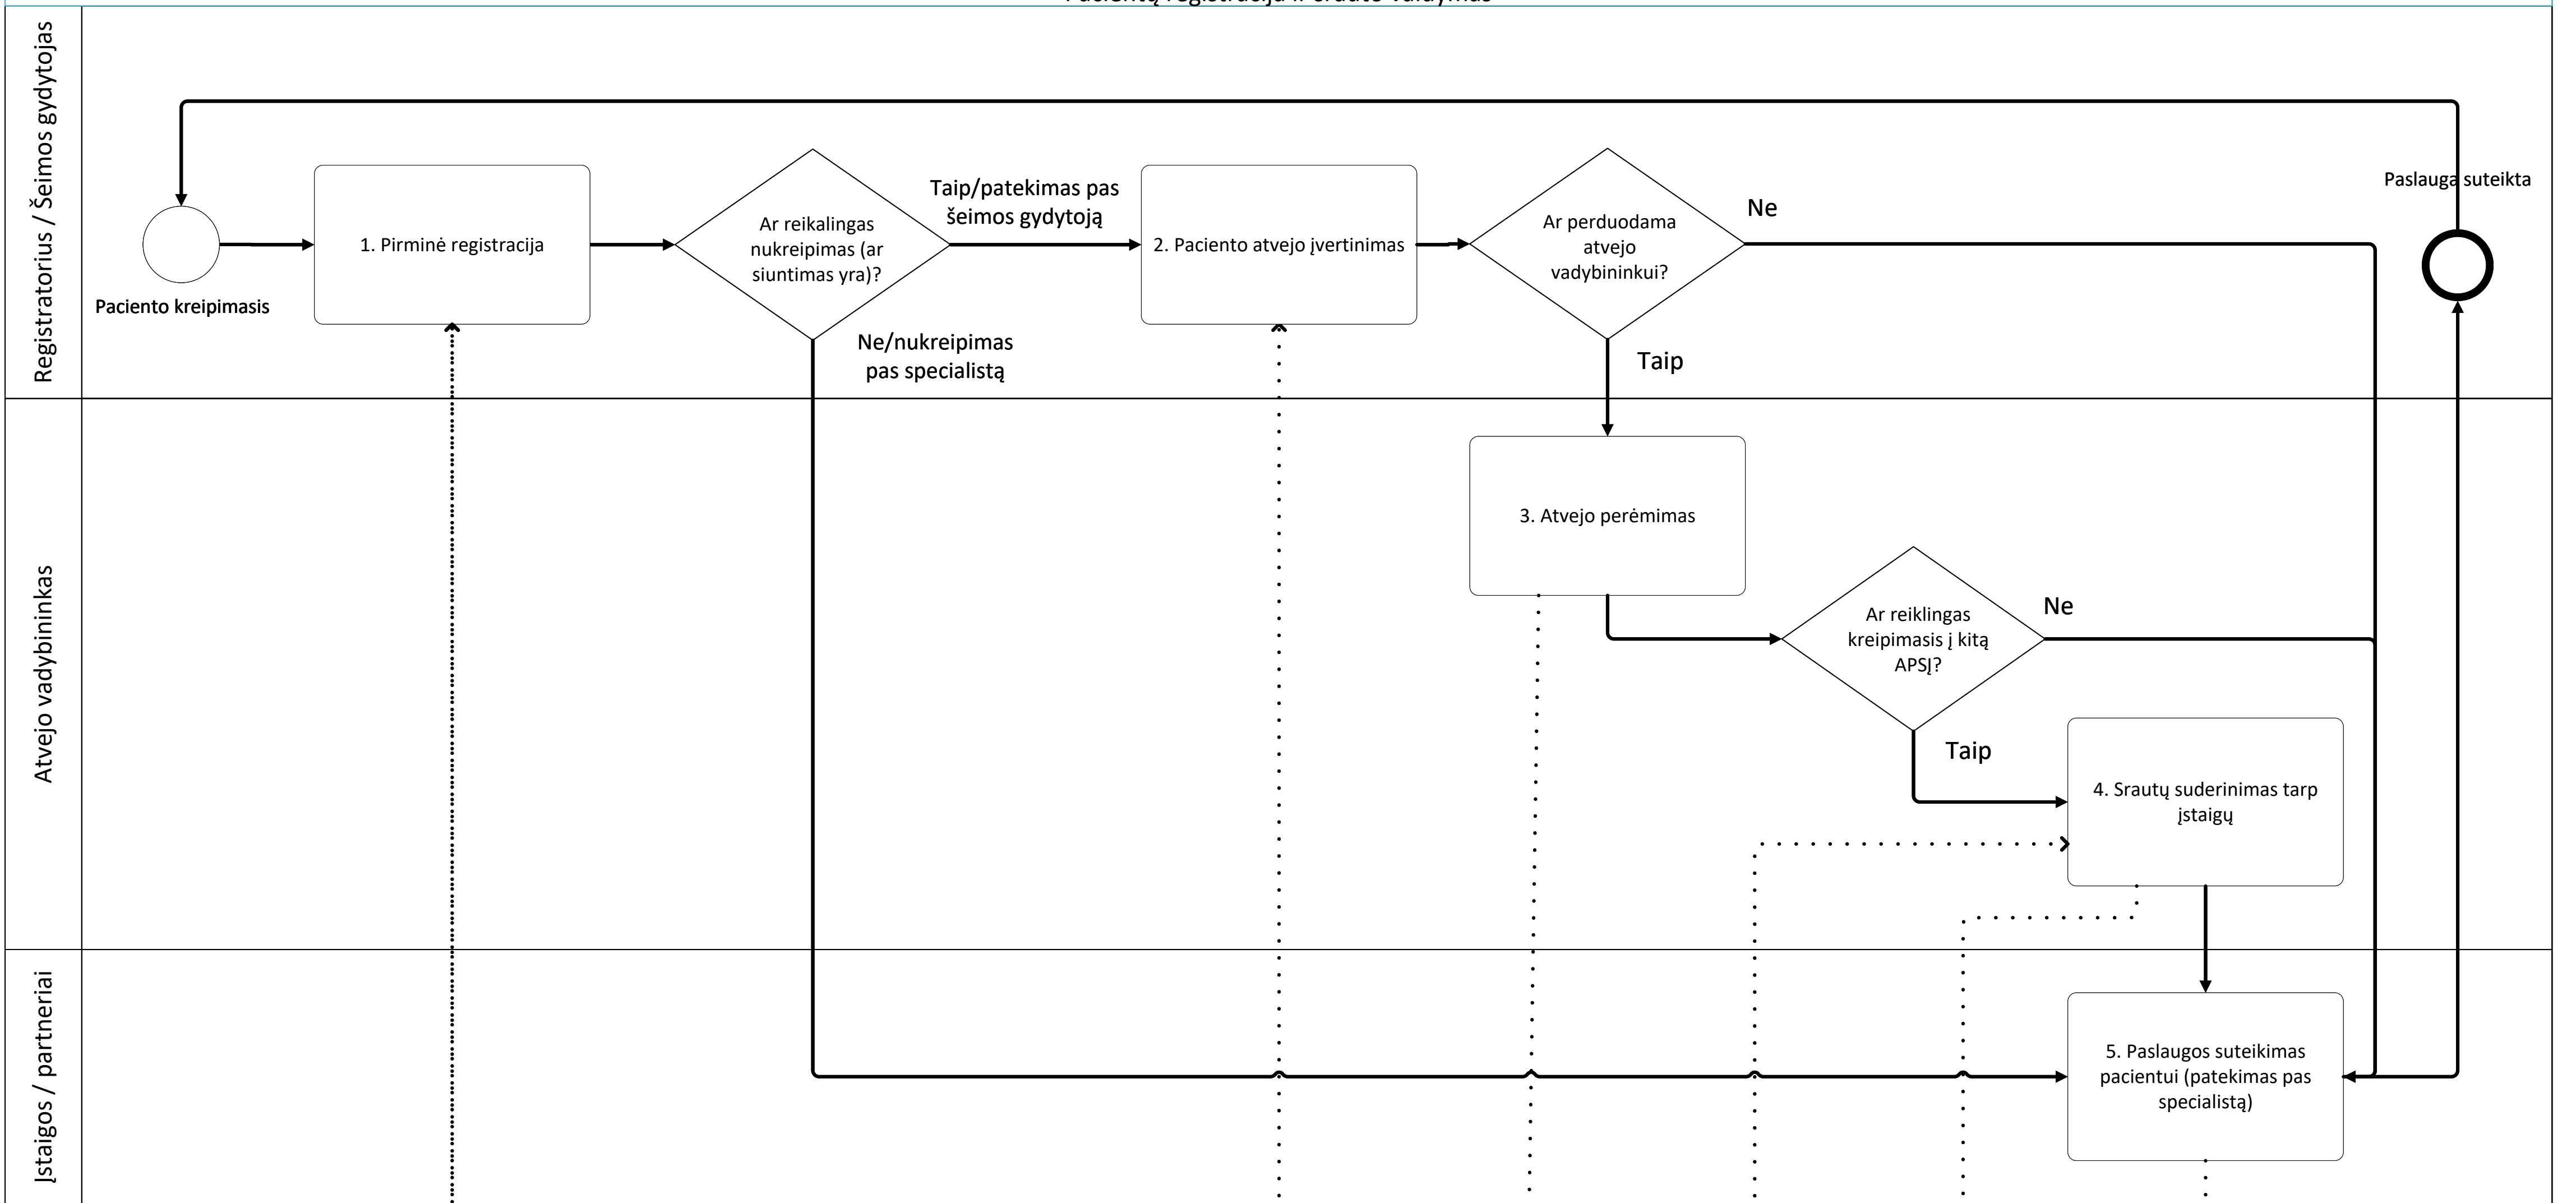 Registratorius / Šeimos gydytojas
Paciento kreipimasis
1. Pirminė registracija
Ar reikalingas
nukreipimas (ar
siuntimas yra)?
Taip/patekimas pas
šeimos gydytoją
Ne/nukreipimas
pas specialistą
2. Paciento atvejo įvertinimas
Ar perduodama
atvejo
vadybininkui?
Ne
Taip
Paslauga suteikta
Atvejo vadybininkas
3. Atvejo perėmimas
Ar reiklingas
kreipimasis į kitą
APSĮ?
Ne
Taip
4. Srautų suderinimas tarp
įstaigų
Įstaigos / partneriai
5. Paslaugos suteikimas
pacientui (patekimas pas
specialistą)